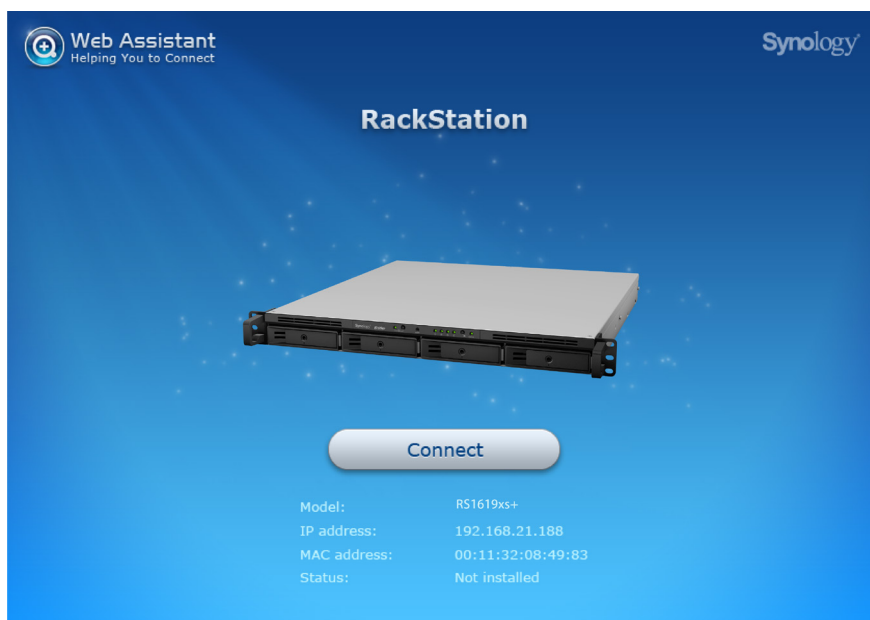 Web Assistant
Helping You to Connect
Synology
RackStation
Connect
Model: RS1619xs+
IP address: 192.168.21.188
MAC address: 00:11:32:08:49:83
Status: Not installed